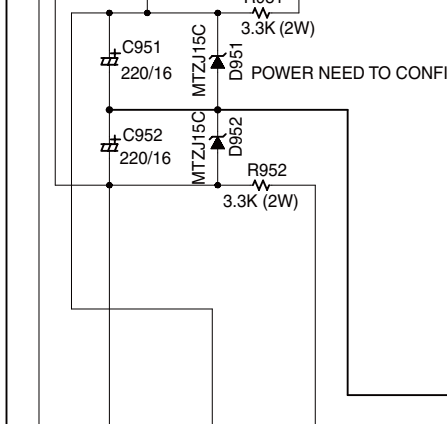 3.3K (2W)
C951
220/16
MTZJ15C
D951
POWER NEED TO CONFI
C952
220/16
MTZJ15C
D952
R952
3.3K (2W)